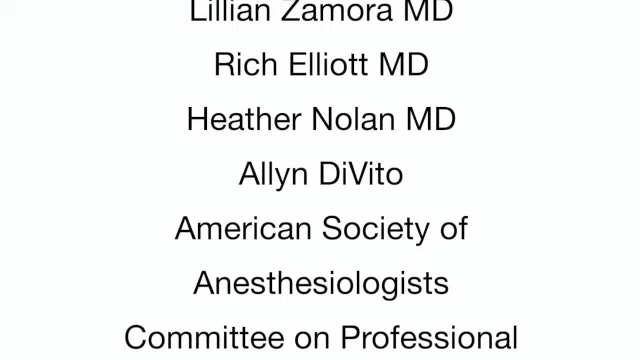 Lillian Zamora MD
Rich Elliott MD
Heather Nolan MD
Allyn DiVito
American Society of
Anesthesiologists
Committee on Professional